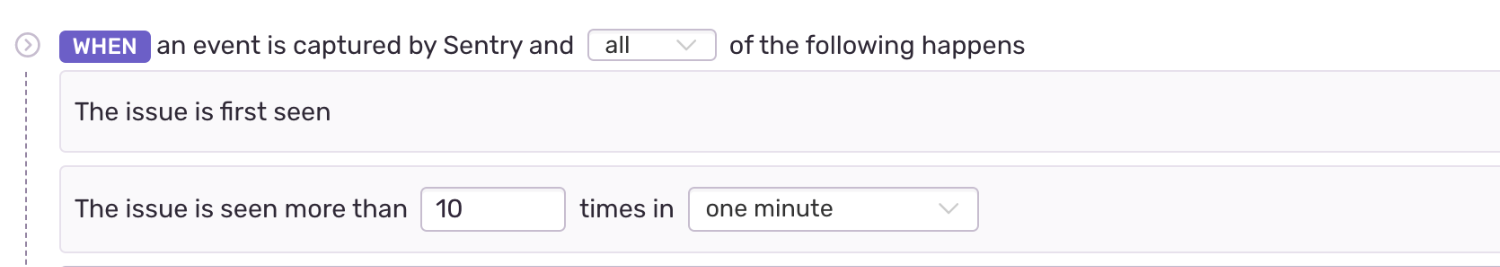 WHEN an event is captured by Sentry and all of the following happens
The issue is first seen
The issue is seen more than 10 times in one minute